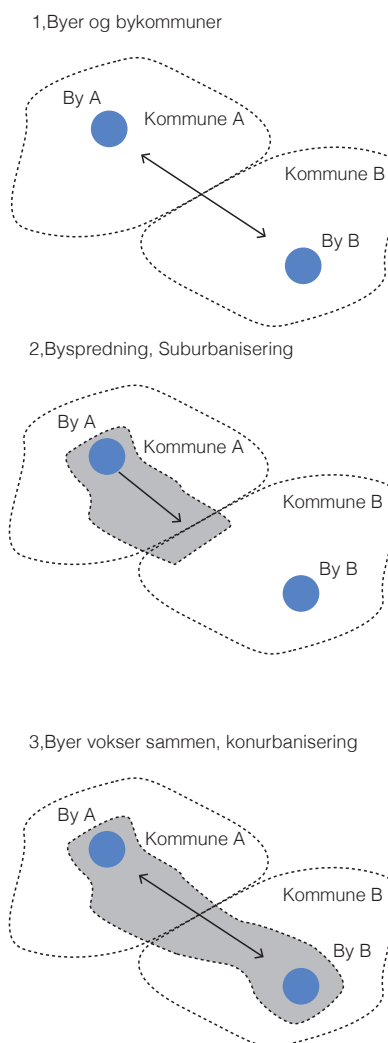 1,Byer og bykommuner
By A
Kommune A
Kommune B
By B
2,Byspredning, Suburbanisering
By A
Kommune A
Kommune B
By B
3,Byer vokser sammen, konurbanisering
By A
Kommune A
Kommune B
By B